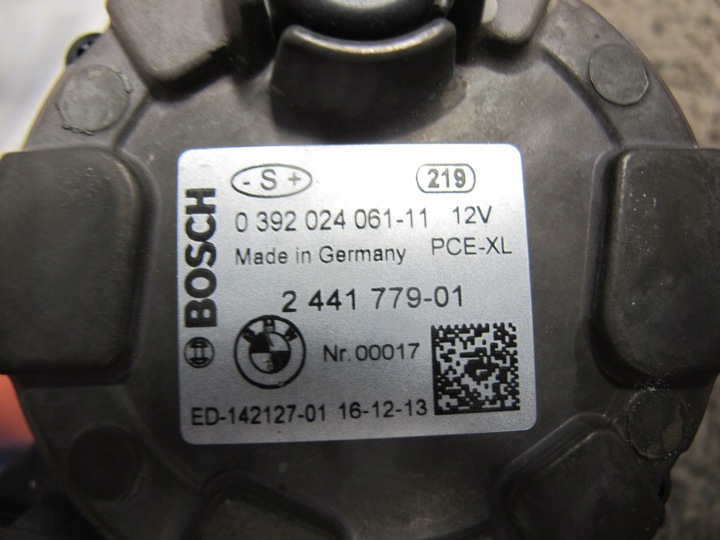 - S +
219
BOSCH
0 392 024 061-11 12V
Made in Germany PCE-XL
2 441 779-01
BMW
Nr. 00017
ED-142127-01 16-12-13